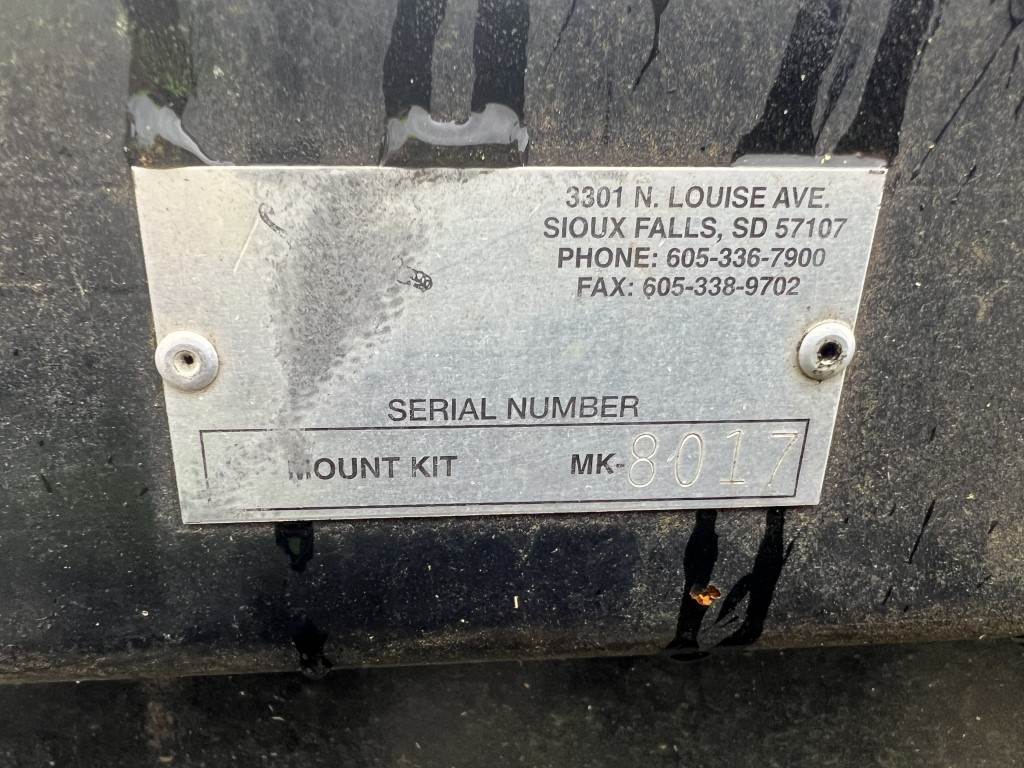 3301 N. LOUISE AVE.
SIOUX FALLS, SD 57107
PHONE: 605-336-7900
FAX: 605-338-9702
SERIAL NUMBER
MOUNT KIT MK-8017